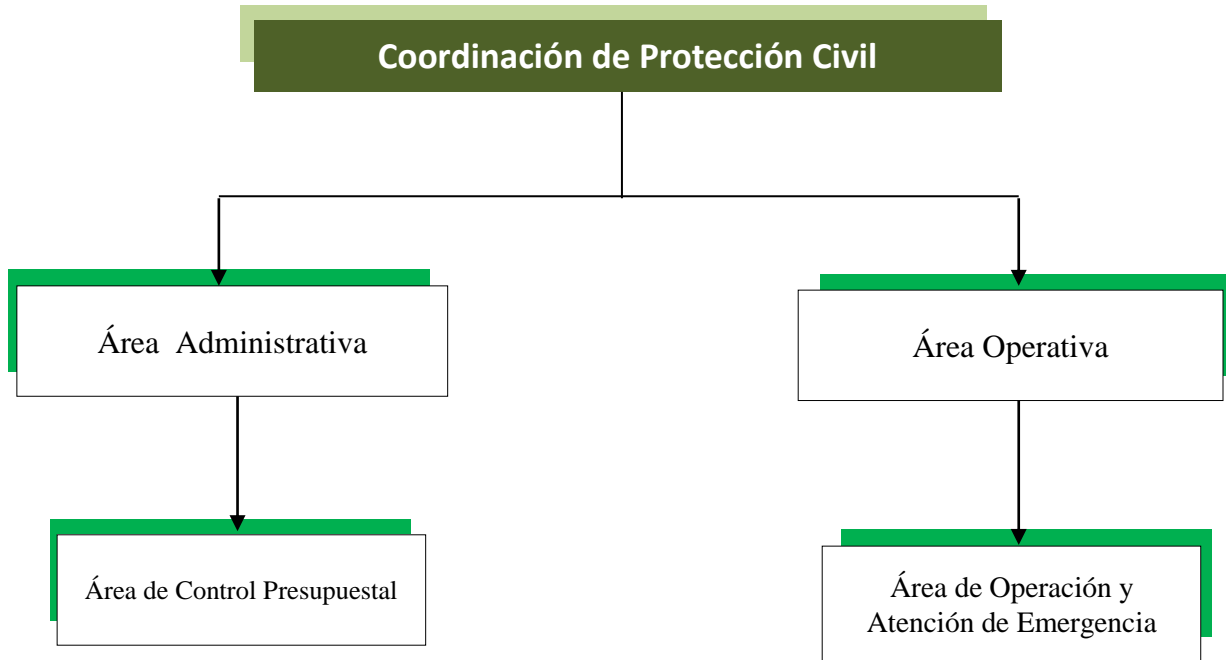 Coordinación de Protección Civil
Área Administrativa
Área Operativa
Área de Control Presupuestal
Área de Operación y
Atención de Emergencia